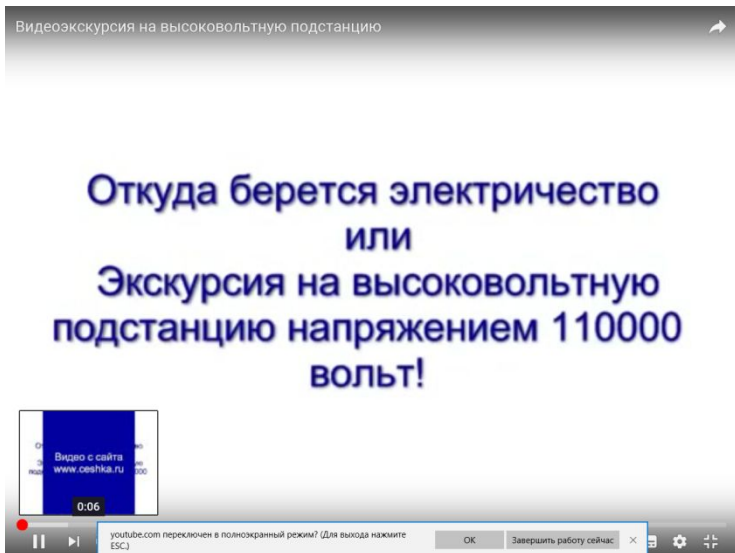 Видеоэкскурсия на высоковольтную подстанцию
Откуда берется электричество
или
Экскурсия на высоковольтную
подстанцию напряжением 110000
вольт!
Видео с сайта
www.ceshka.ru
0:06
youtube.com переключен в полноэкранный режим? (Для выхода нажмите
ESC.)
ОК
Завершить работу сейчас